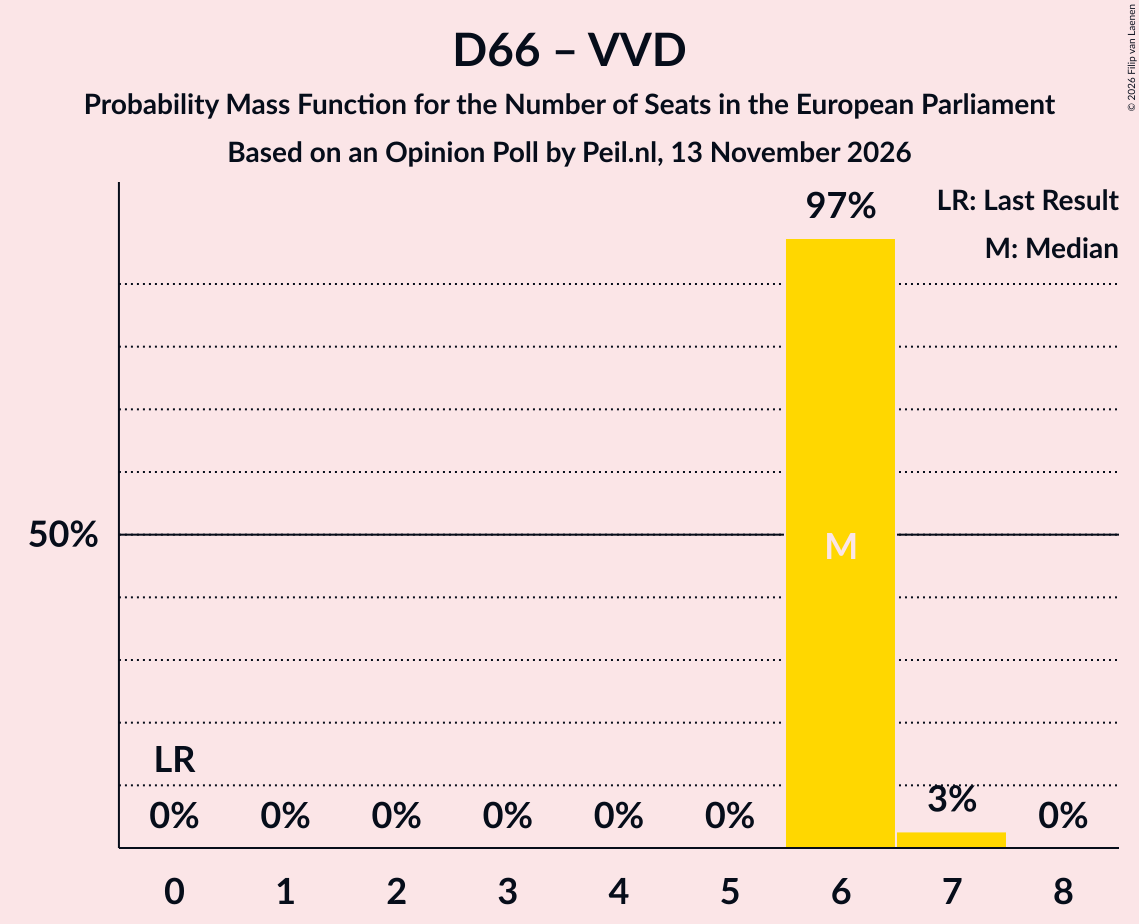 D66 – VVD
Probability Mass Function for the Number of Seats in the European Parliament
Based on an Opinion Poll by Peil.nl, 13 November 2026
© 2026 Filip van Laenen
LR: Last Result
M: Median
97%
50%
M
LR
0% 0% 0% 0% 0% 0% 3% 0%
0 1 2 3 4 5 6 7 8